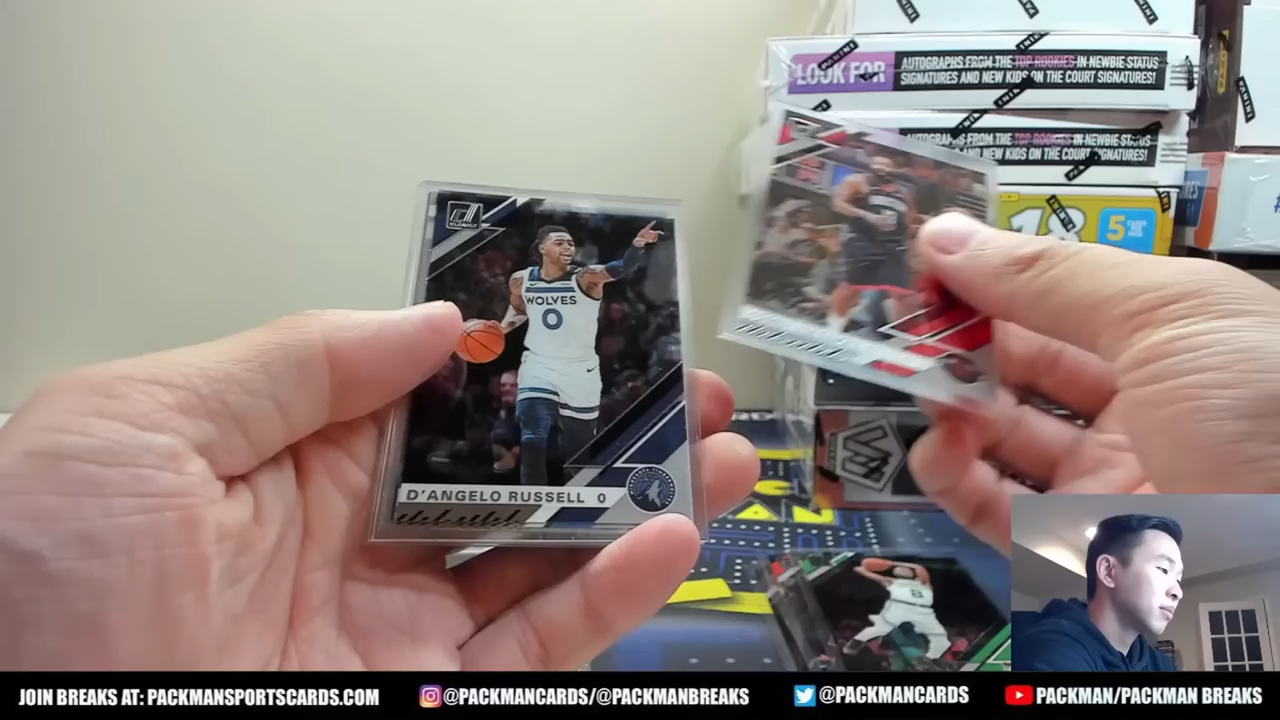 LOOK FOR
AUTOGRAPHS FROM THE TOP ROOKIES IN NEWBIE STATUS
SIGNATURES AND NEW KIDS ON THE COURT SIGNATURES!
AUTOGRAPHS FROM THE TOP ROOKIES IN NEWBIE STATUS
AND NEW KIDS ON THE COURT SIGNATURES!
18
5
WOLVES
0
D'ANGELO RUSSELL 0
JOIN BREAKS AT: PACKMANSPORTSCARDS.COM
@PACKMANCARDS/@PACKMANBREAKS
@PACKMANCARDS
PACKMAN/PACKMAN BREAKS